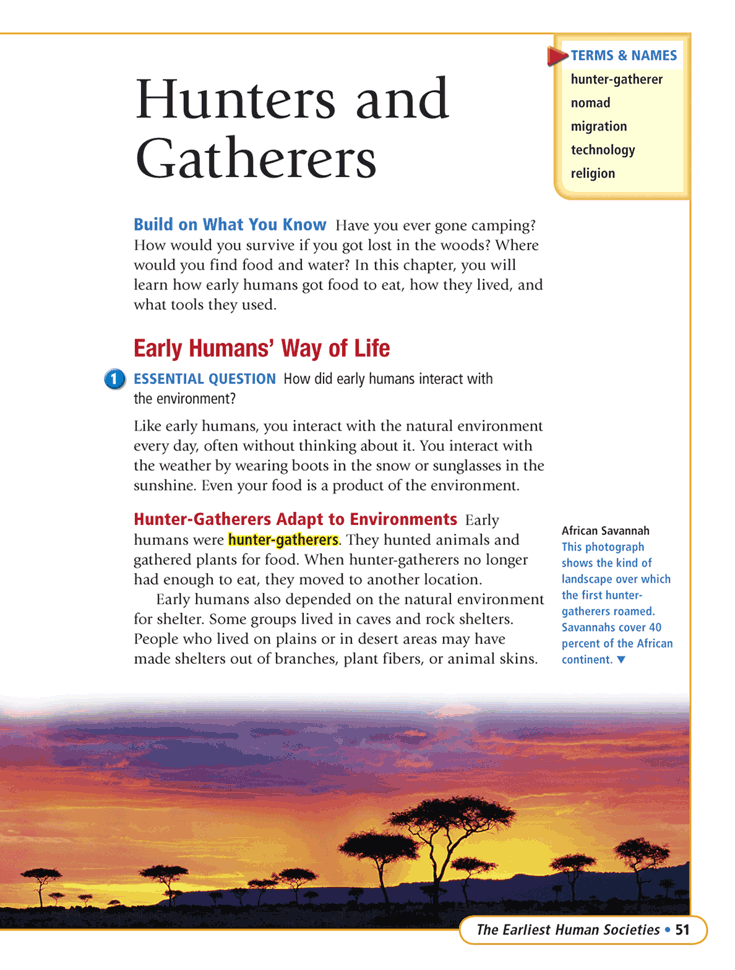 TERMS & NAMES
hunter-gatherer
nomad
migration
technology
religion
Hunters and
Gatherers
Build on What You Know Have you ever gone camping?
How would you survive if you got lost in the woods? Where
would you find food and water? In this chapter, you will
learn how early humans got food to eat, how they lived, and
what tools they used.
Early Humans' Way of Life
1 ESSENTIAL QUESTION How did early humans interact with
the environment?
Like early humans, you interact with the natural environment
every day, often without thinking about it. You interact with
the weather by wearing boots in the snow or sunglasses in the
sunshine. Even your food is a product of the environment.
Hunter-Gatherers Adapt to Environments Early
humans were hunter-gatherers. They hunted animals and
gathered plants for food. When hunter-gatherers no longer
had enough to eat, they moved to another location.
Early humans also depended on the natural environment
for shelter. Some groups lived in caves and rock shelters.
People who lived on plains or in desert areas may have
made shelters out of branches, plant fibers, or animal skins.
African Savannah
This photograph
shows the kind of
landscape over which
the first hunter-
gatherers roamed.
Savannahs cover 40
percent of the African
continent. ▼
The Earliest Human Societies • 51